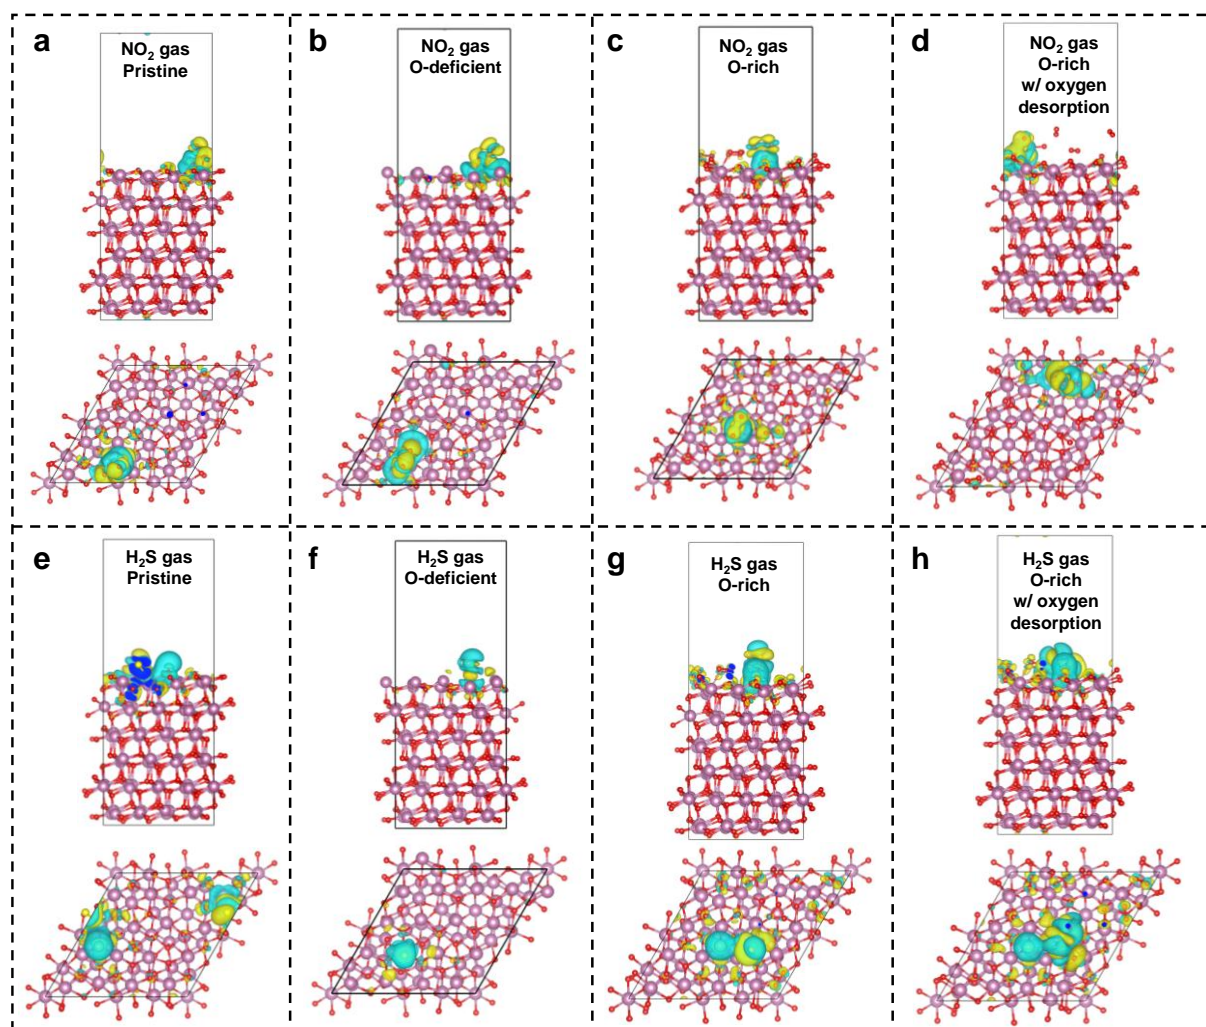 a
NO₂ gas
Pristine
b
NO₂ gas
O-deficient
c
NO₂ gas
O-rich
d
NO₂ gas
O-rich
w/ oxygen
desorption
e
H₂S gas
Pristine
f
H₂S gas
O-deficient
g
H₂S gas
O-rich
h
H₂S gas
O-rich
w/ oxygen
desorption